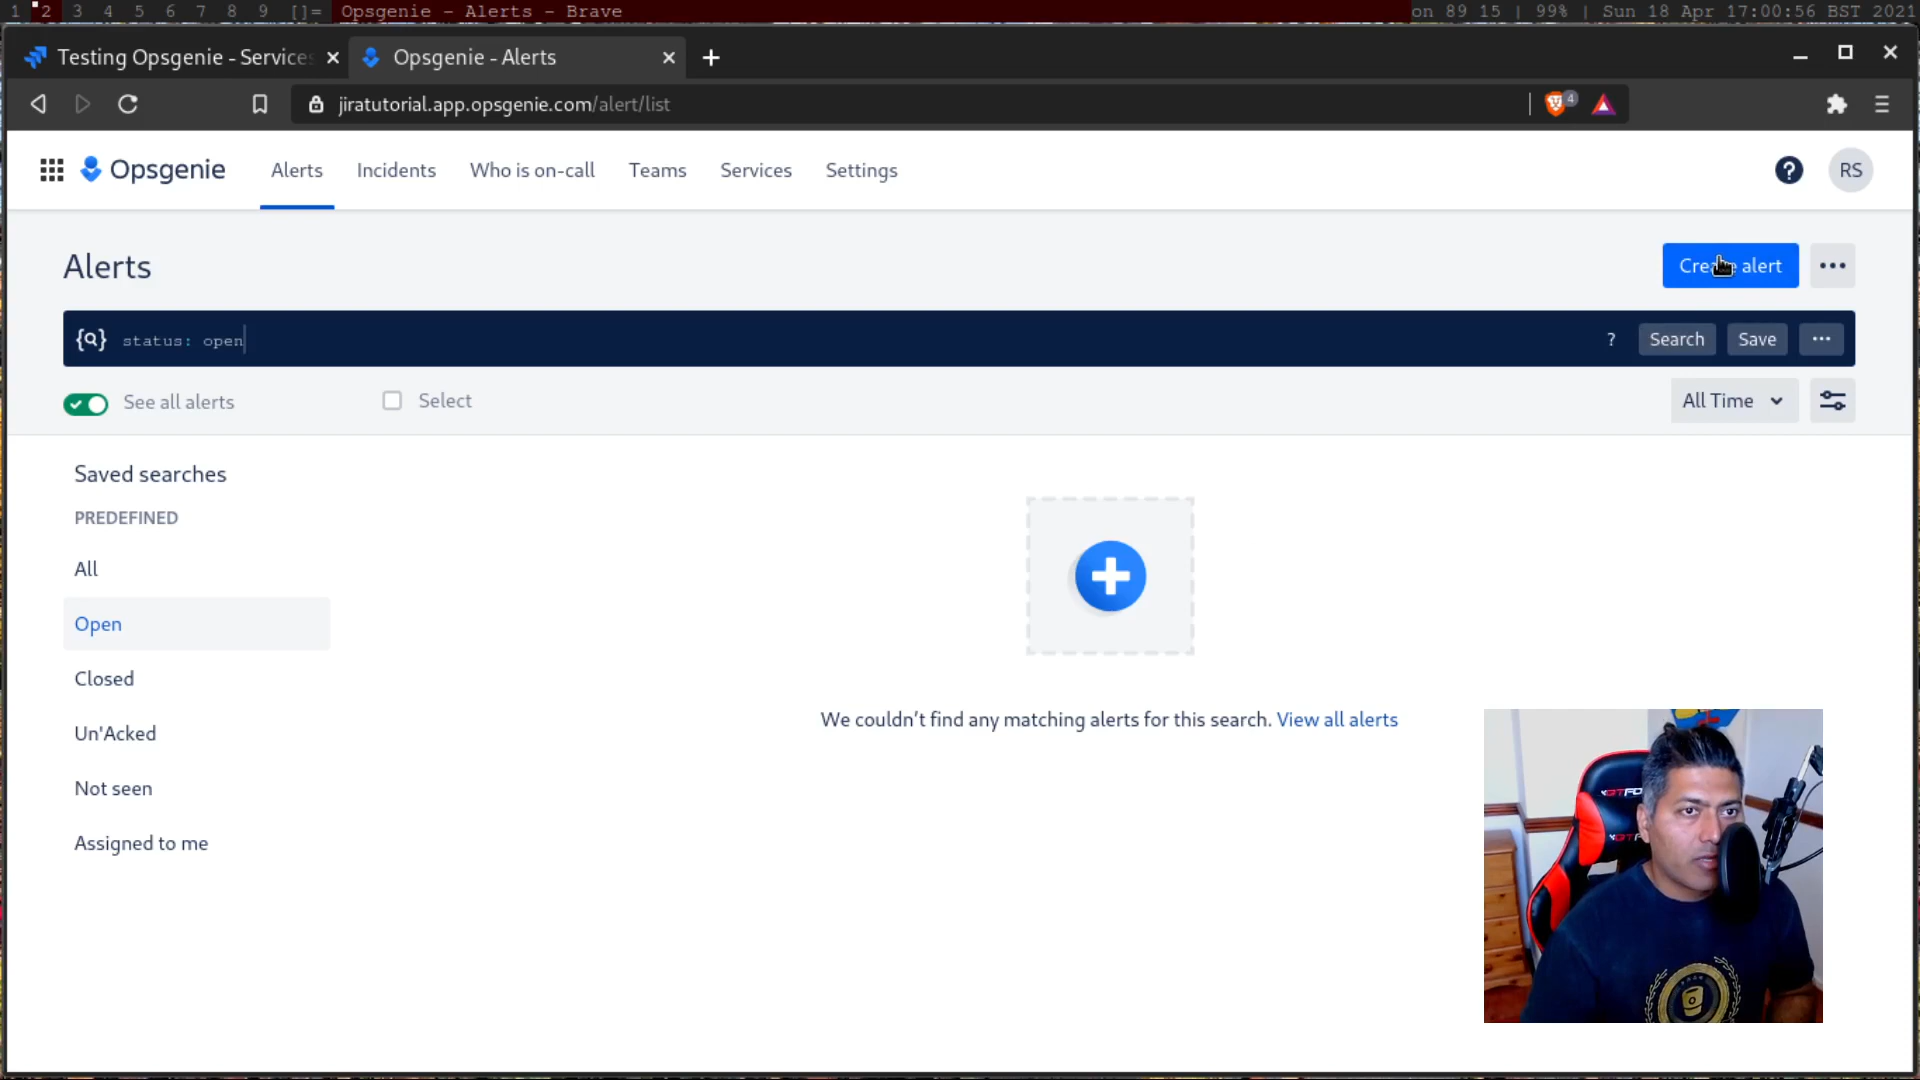 1 2 3 4 5 6 7 8 9 []= Opsgenie - Alerts - Brave
on 89 15 | 99% | Sun 18 Apr 17:00:56 BST 2021
Testing Opsgenie - Services
Opsgenie - Alerts
jiratutorial.app.opsgenie.com/alert/list
4
Opsgenie
Alerts
Incidents
Who is on-call
Teams
Services
Settings
?
RS
Alerts
Create alert
status: open
?
Search
Save
See all alerts
Select
All Time
Saved searches
PREDEFINED
All
Open
Closed
Un'Acked
Not seen
Assigned to me
We couldn’t find any matching alerts for this search. View all alerts